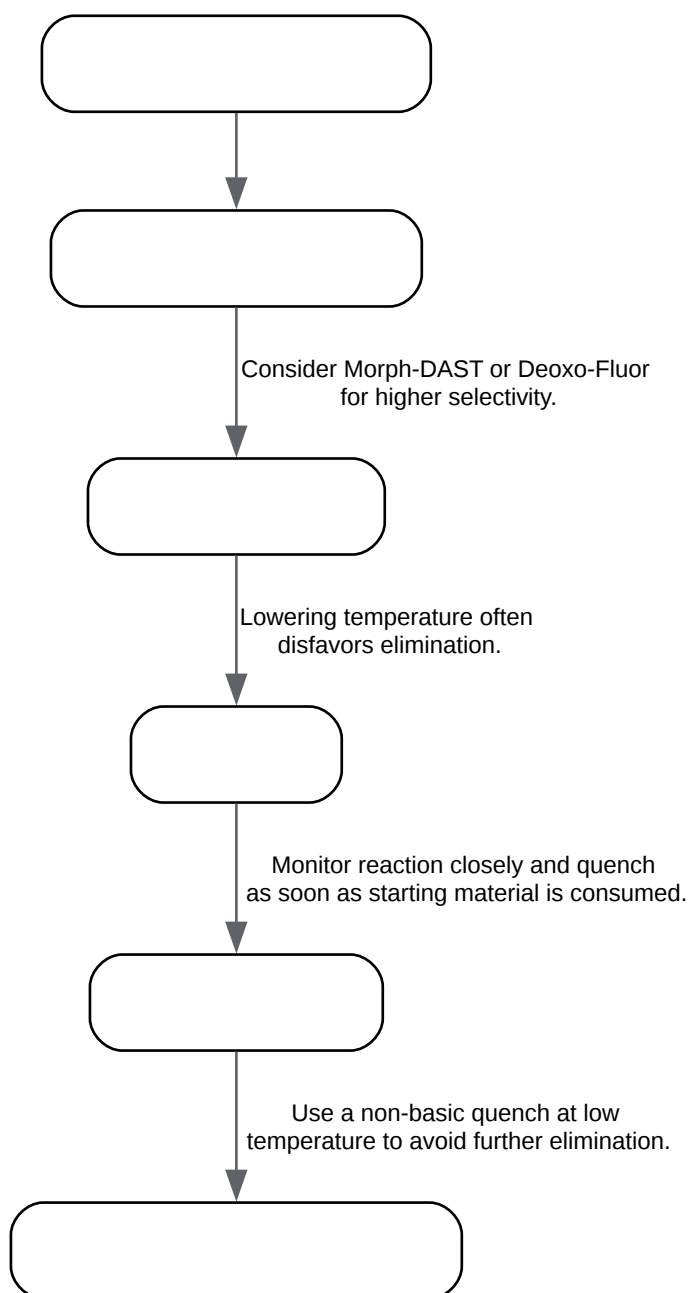 Consider Morph-DAST or Deoxo-Fluor
for higher selectivity.
Lowering temperature often
disfavors elimination.
Monitor reaction closely and quench
as soon as starting material is consumed.
Use a non-basic quench at low
temperature to avoid further elimination.